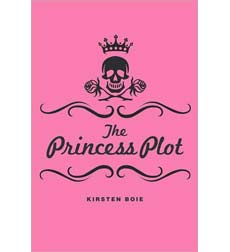 The
Princess Plot
KIRSTEN BOIE